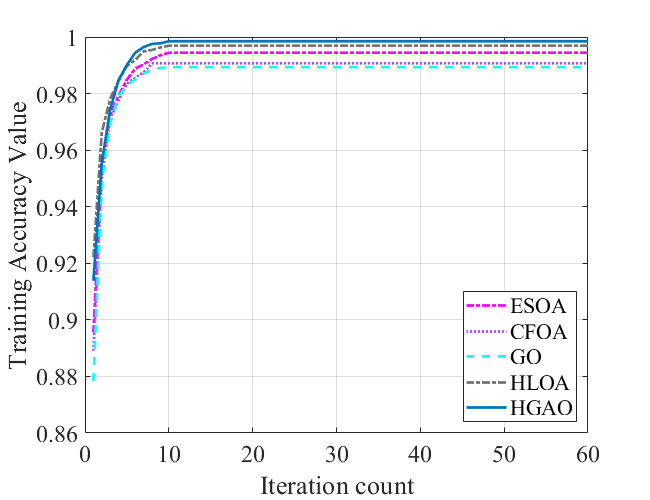 Training Accuracy Value
1
0.98
0.96
0.94
0.92
0.9
0.88
0.86
0 10 20 30 40 50 60
Iteration count
ESOA
CFOA
GO
HLOA
HGAO